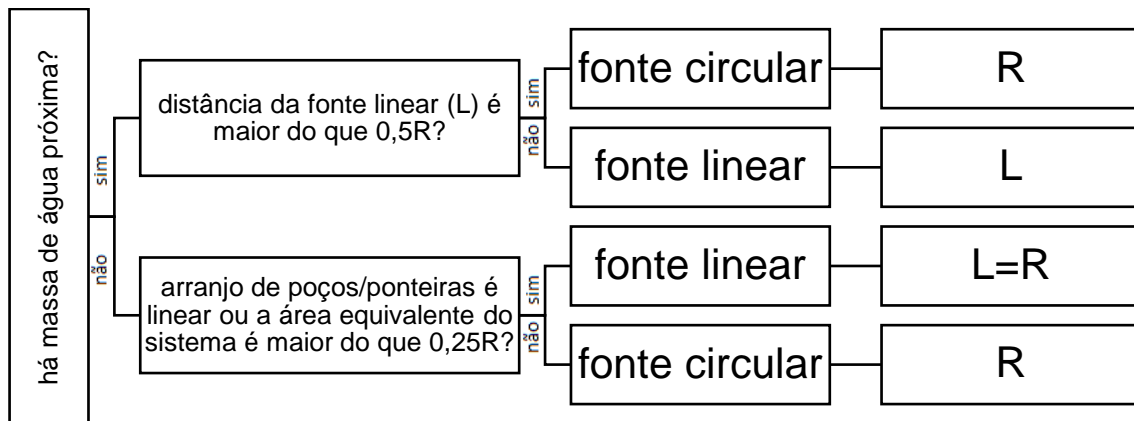 há massa de água próxima?
sim
não
distância da fonte linear (L) é
maior do que 0,5R?
sim
não
fonte circular
R
fonte linear
L
arranjo de poços/ponteiras é
linear ou a área equivalente do
sistema é maior do que 0,25R?
sim
não
fonte linear
L=R
fonte circular
R